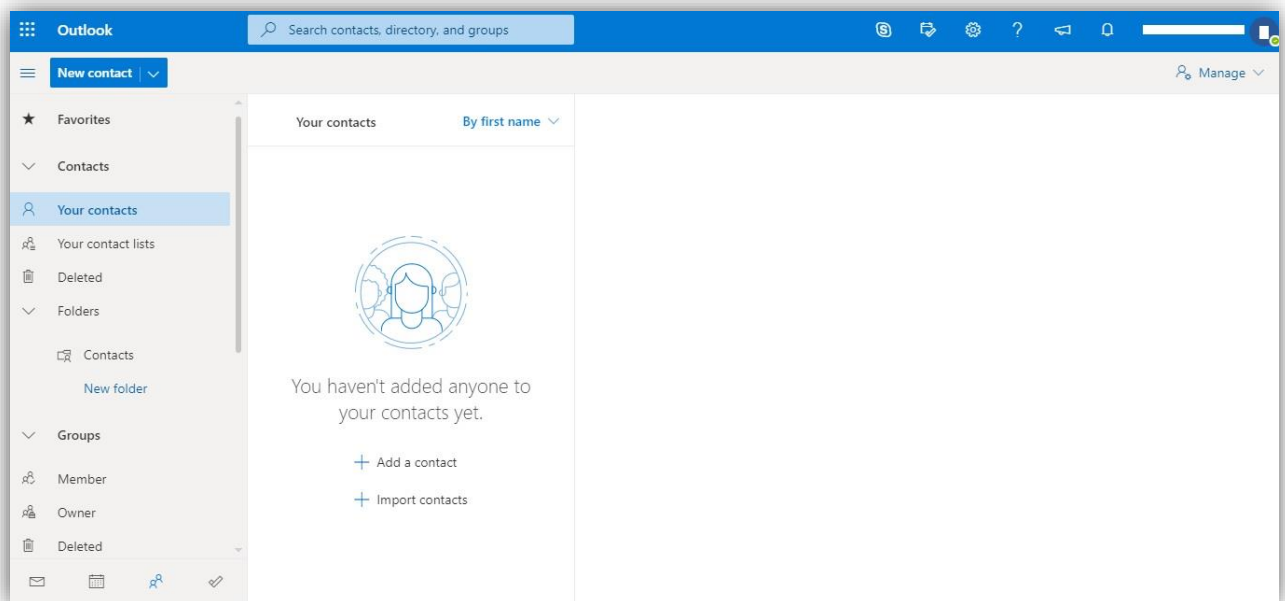 Outlook
Search contacts, directory, and groups
New contact
Manage
Favorites
Contacts
Your contacts
Your contact lists
Deleted
Folders
Contacts
New folder
Groups
Member
Owner
Deleted
Your contacts
By first name
You haven't added anyone to
your contacts yet.
Add a contact
Import contacts